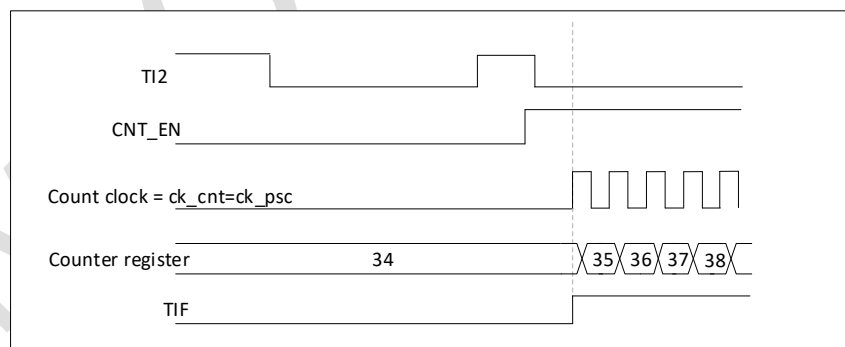 TI2
CNT_EN
Count clock = ck_cnt=ck_psc
Counter register 34 35 36 37 38
TIF